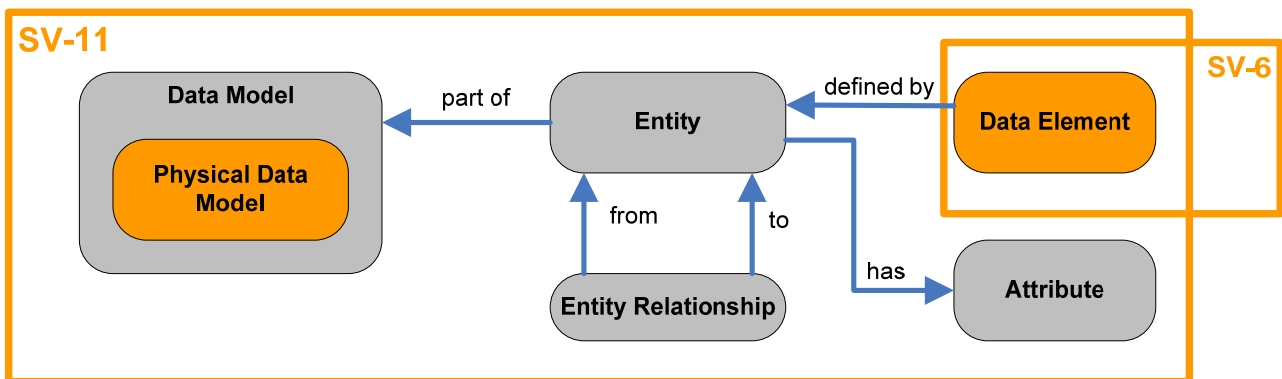 SV-11
SV-6
Data Model
part of
Entity
defined by
Data Element
Physical Data
Model
from
to
has
Entity Relationship
Attribute